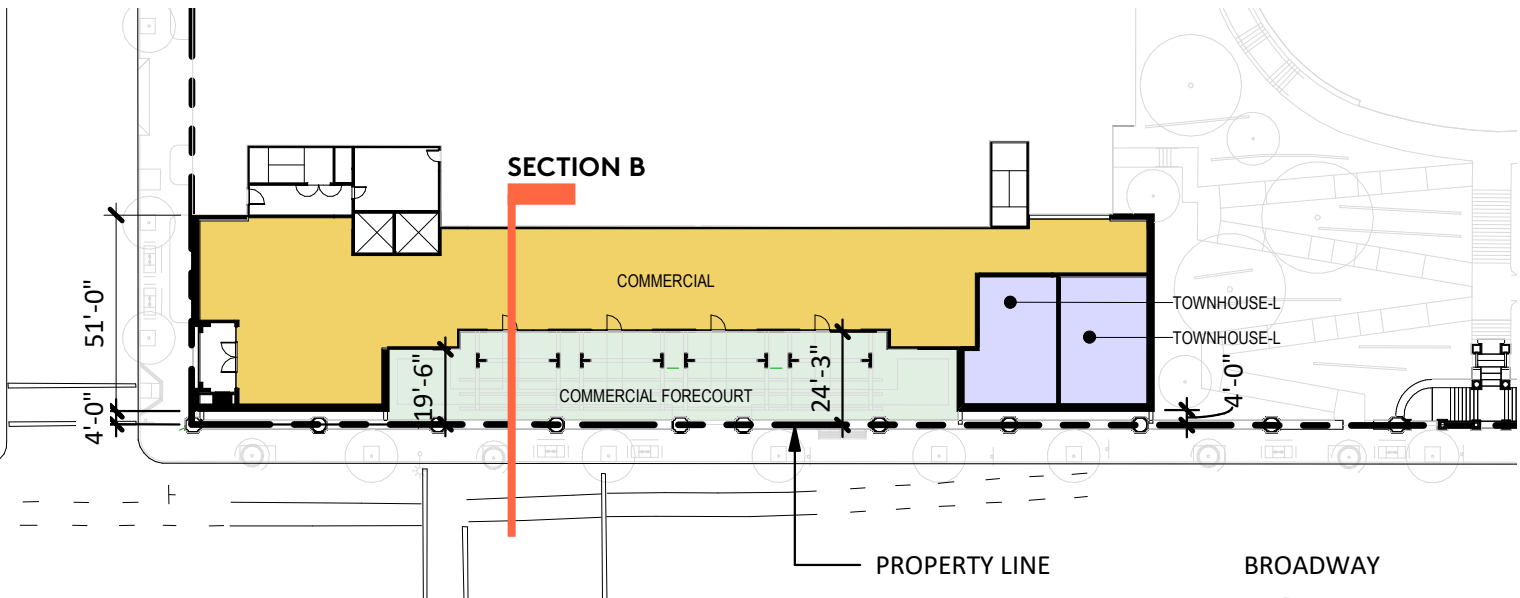 SECTION B
51'-0"
COMMERCIAL
TOWNHOUSE-L
TOWNHOUSE-L
19'-6"
24'-3"
COMMERCIAL FORECOURT
4'-0"
4'-0"
PROPERTY LINE
BROADWAY